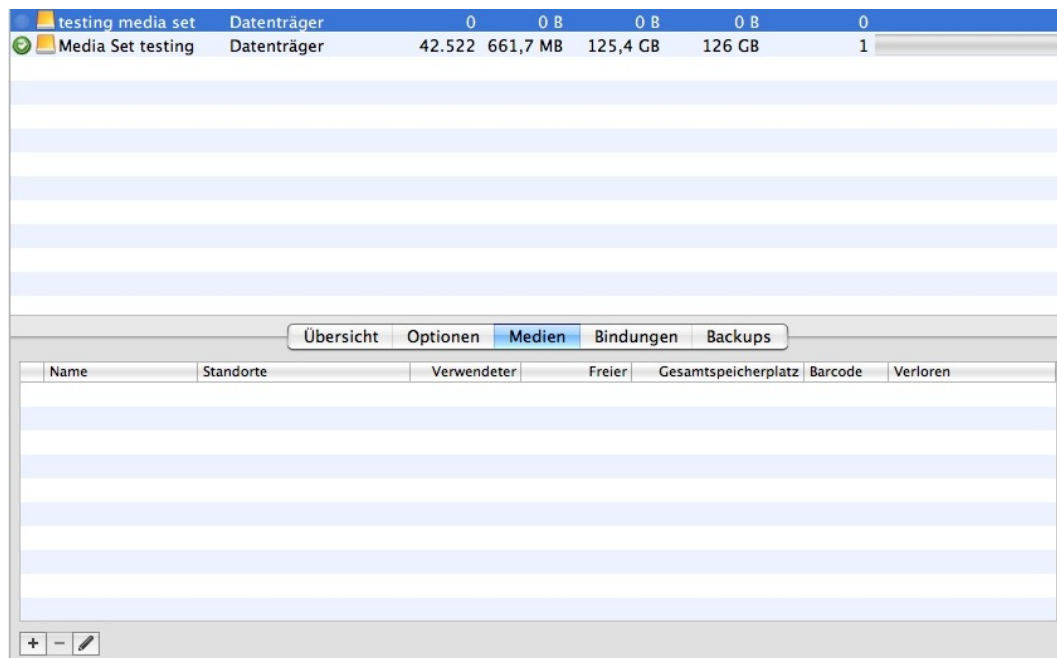 testing media set Datenträger 0 0 B 0 B 0 B 0
Media Set testing Datenträger 42.522 661,7 MB 125,4 GB 126 GB 1
Übersicht Optionen Medien Bindungen Backups
Name Standorte Verwendeter Freier Gesamtspeicherplatz Barcode Verloren